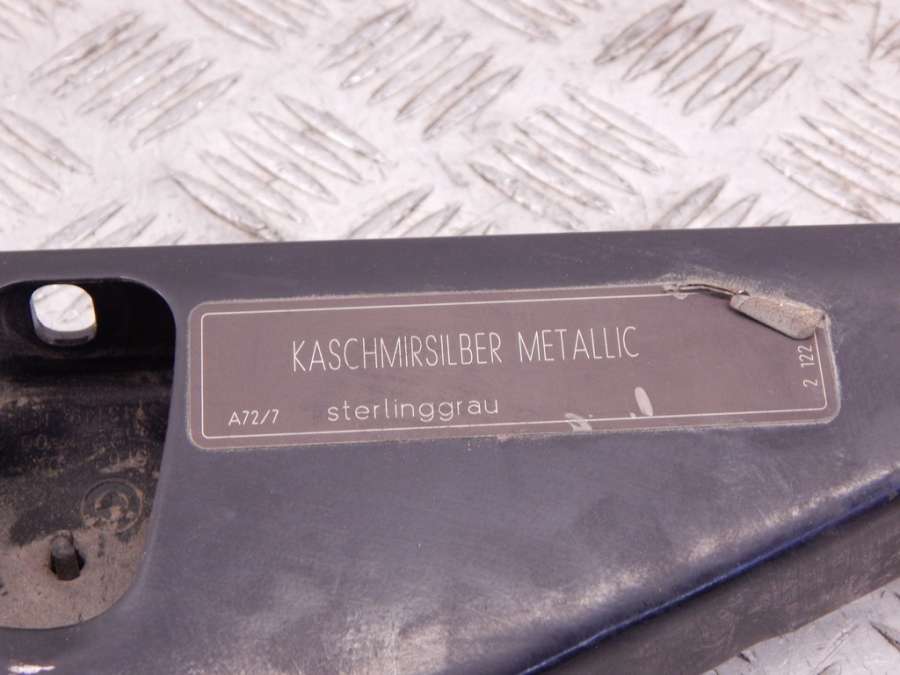 KASCHMIRSILBER METALLIC
A72/7 sterlinggrau
2 122